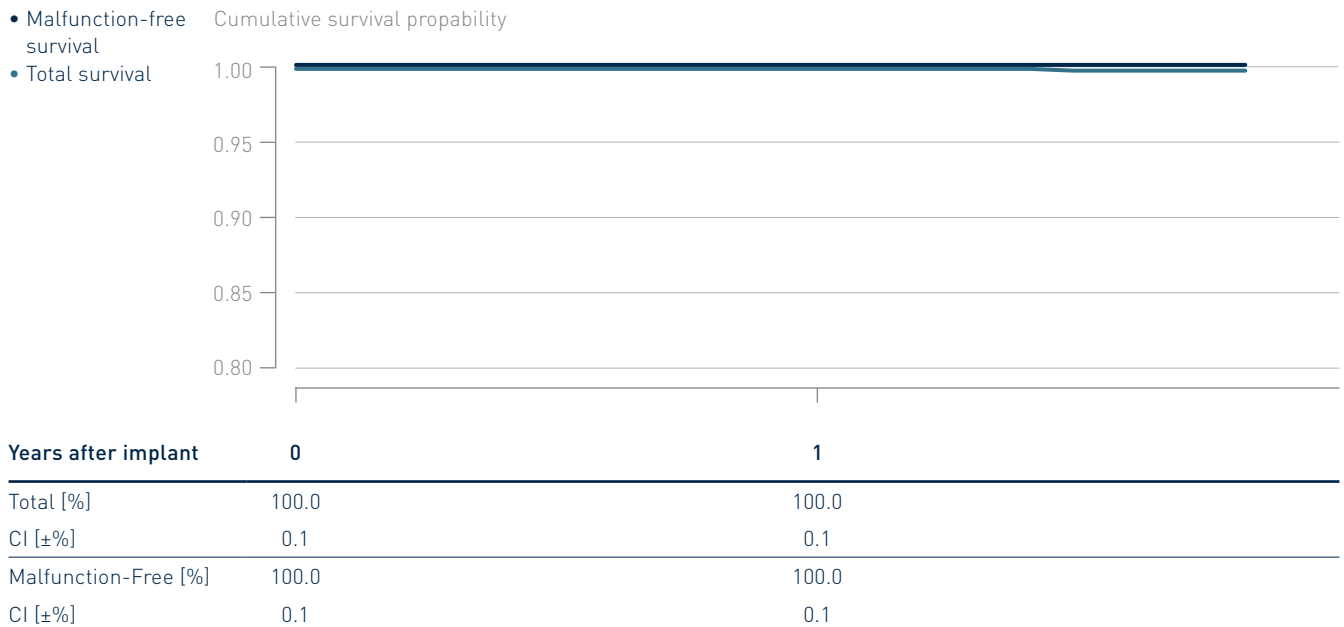 • Malfunction-free survival
• Total survival
Cumulative survival propability
1.00
0.95
0.90
0.85
0.80
Years after implant 0 1
Total [%] 100.0 100.0
CI [±%] 0.1 0.1
Malfunction-Free [%] 100.0 100.0
CI [±%] 0.1 0.1